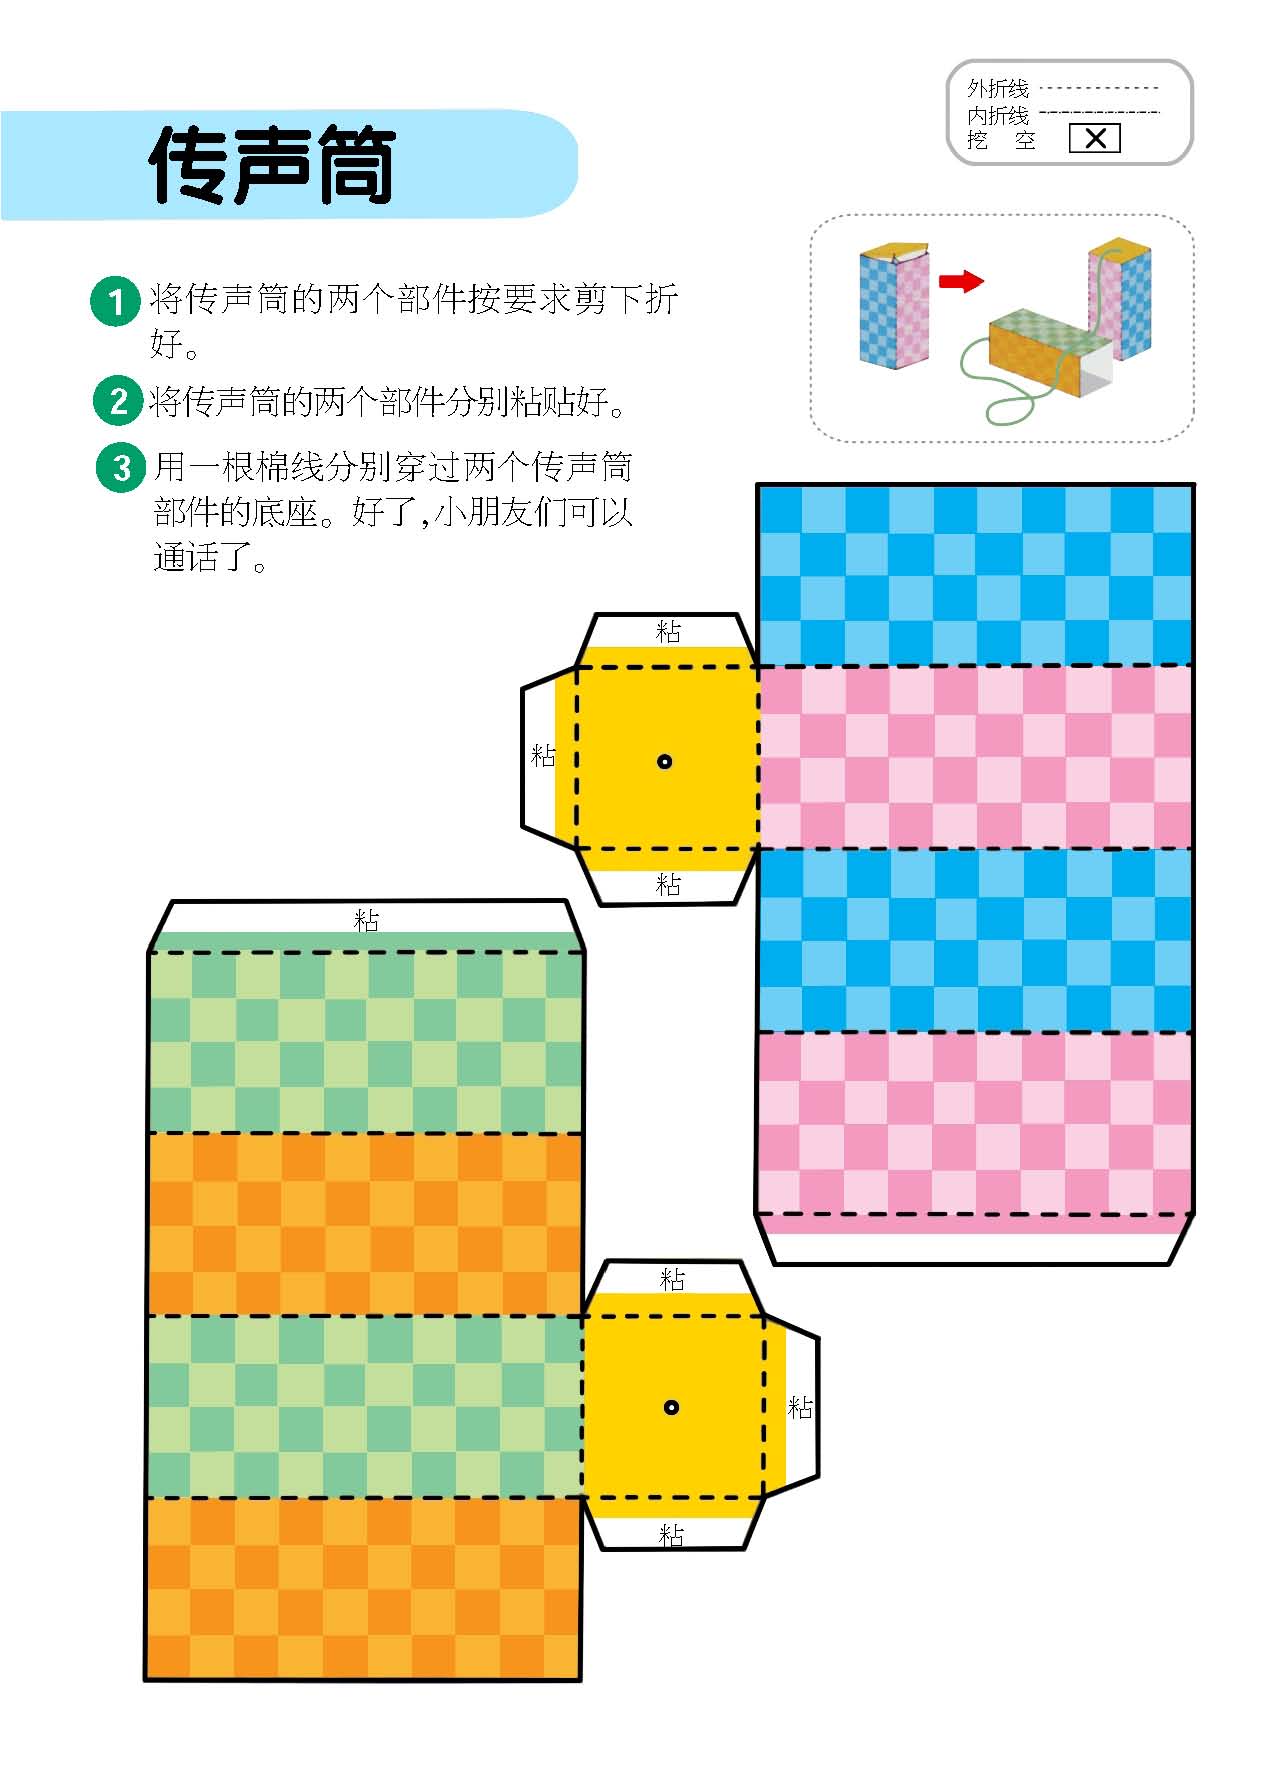 外折线
内折线
挖 空
传声筒
1 将传声筒的两个部件按要求剪下折
好。
2 将传声筒的两个部件分别粘贴好。
3 用一根棉线分别穿过两个传声筒
部件的底座。好了,小朋友们可以
通话了。
粘
粘
粘
粘
粘
粘
粘